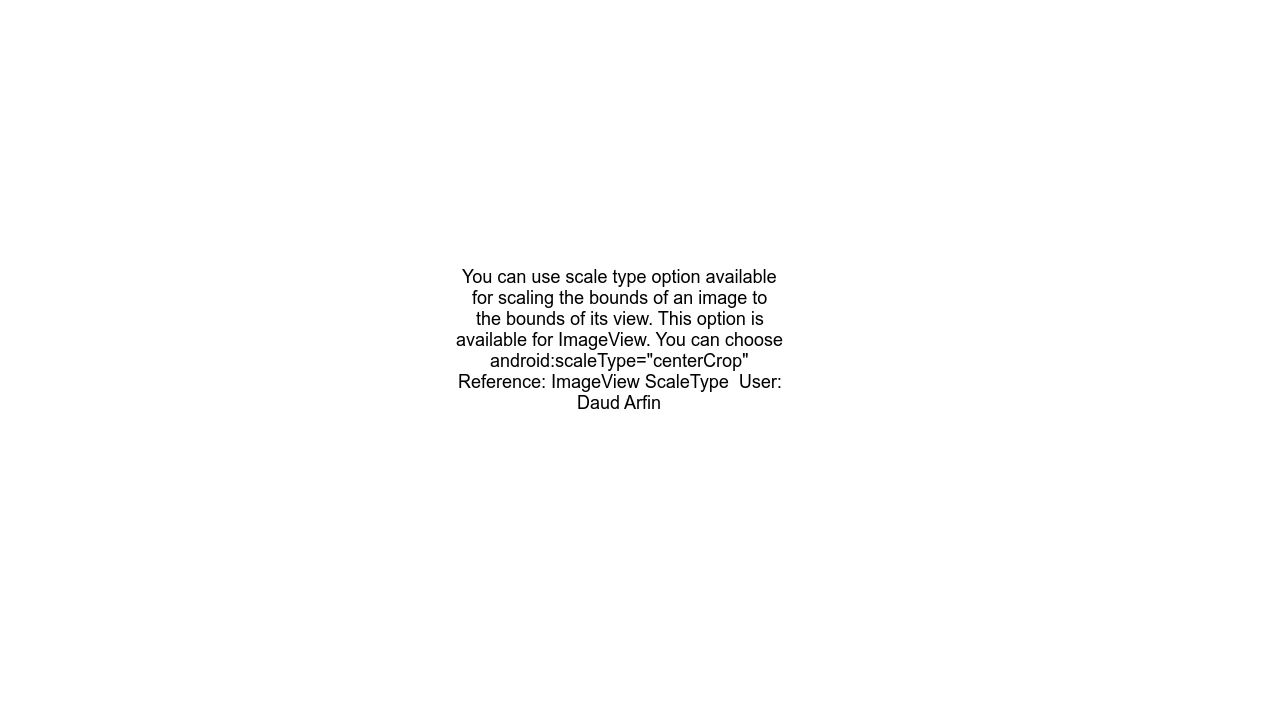 You can use scale type option available
for scaling the bounds of an image to
the bounds of its view. This option is
available for ImageView. You can choose
android:scaleType="centerCrop"
Reference: ImageView ScaleType  User:
Daud Arfin